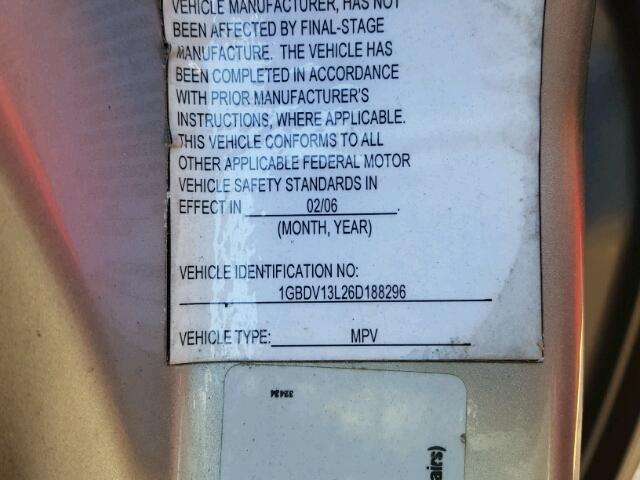 VEHICLE MANUFACTURER, HAS NOT
BEEN AFFECTED BY FINAL-STAGE
MANUFACTURE. THE VEHICLE HAS
BEEN COMPLETED IN ACCORDANCE
WITH PRIOR MANUFACTURER'S
INSTRUCTIONS, WHERE APPLICABLE.
THIS VEHICLE CONFORMS TO ALL
OTHER APPLICABLE FEDERAL MOTOR
VEHICLE SAFETY STANDARDS IN
EFFECT IN 02/06.
(MONTH, YEAR)
VEHICLE IDENTIFICATION NO:
1GBDV13L26D188296
VEHICLE TYPE: MPV
32434
airs)